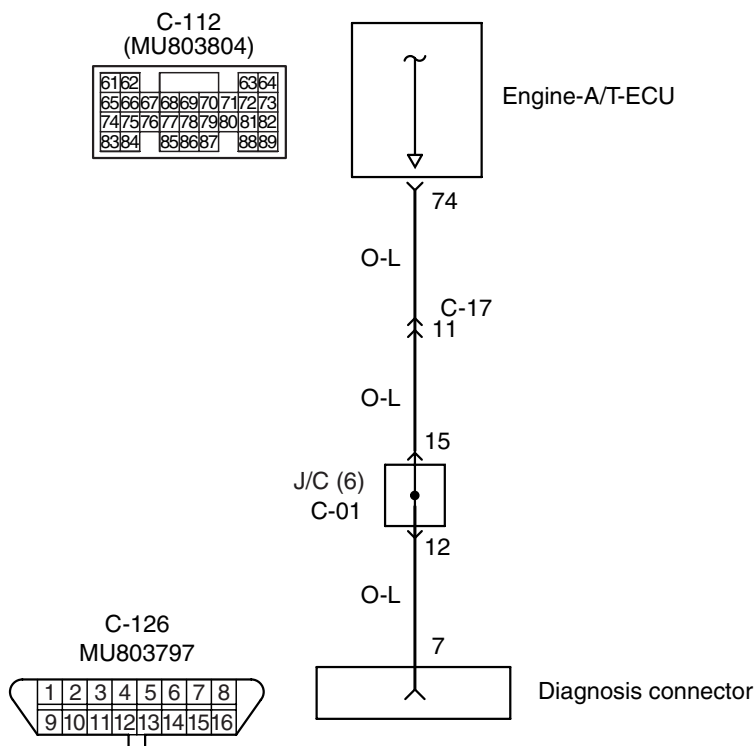 C-112
(MU803804)
61 62 63 64
65 66 67 68 69 70 71 72 73
74 75 76 77 78 79 80 81 82
83 84 85 86 87 88 89
Engine-A/T-ECU
74
O-L
C-17
11
O-L
15
J/C (6)
C-01
12
O-L
7
Diagnosis connector
C-126
MU803797
1 2 3 4 5 6 7 8
9 10 11 12 13 14 15 16